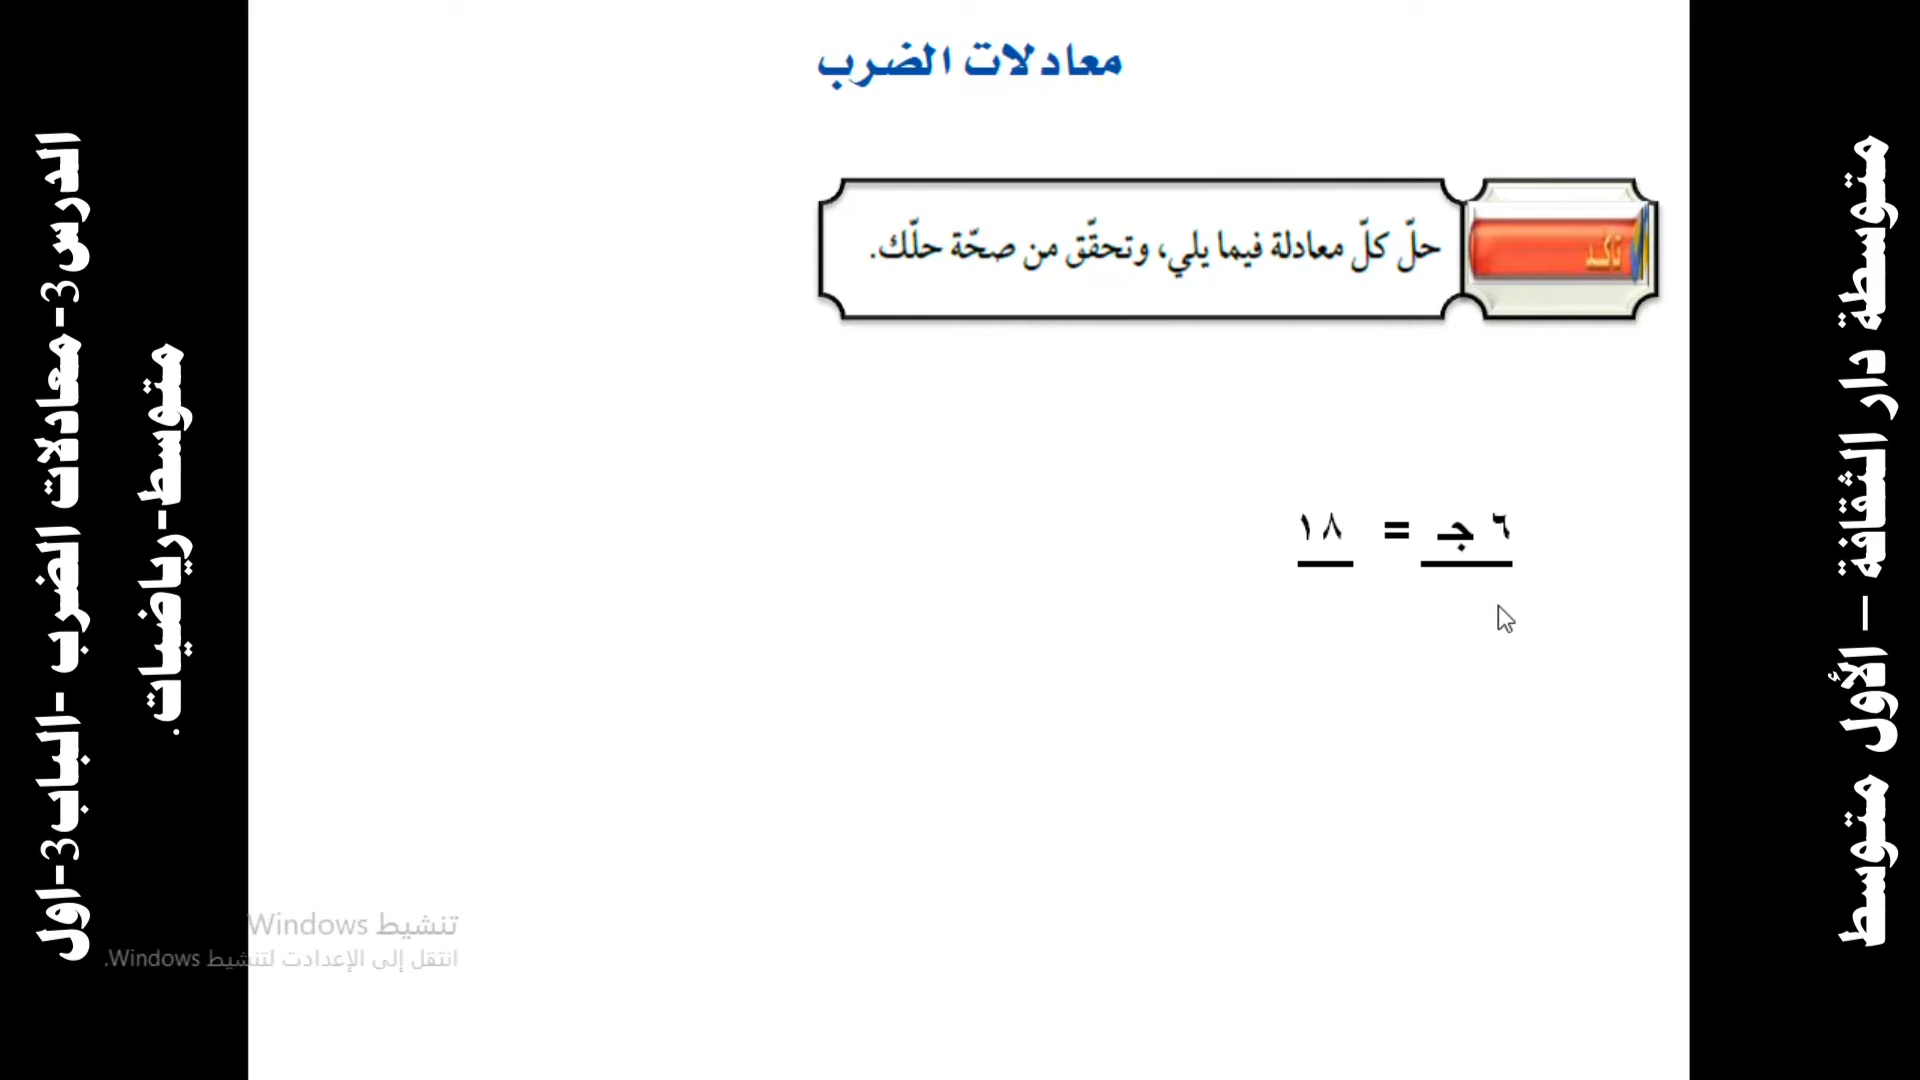 معادلات الضرب
تأكد
حلّ كلّ معادلة فيما يلي، وتحقّق من صحّة حلّك.
٦ جـ = ١٨
متوسطة دار الثقافة – الأول متوسط
الدرس3-معادلات الضرب -الباب3-اول
متوسط-رياضيات.
تنشيط Windows
انتقل إلى الإعدادت لتنشيط Windows.